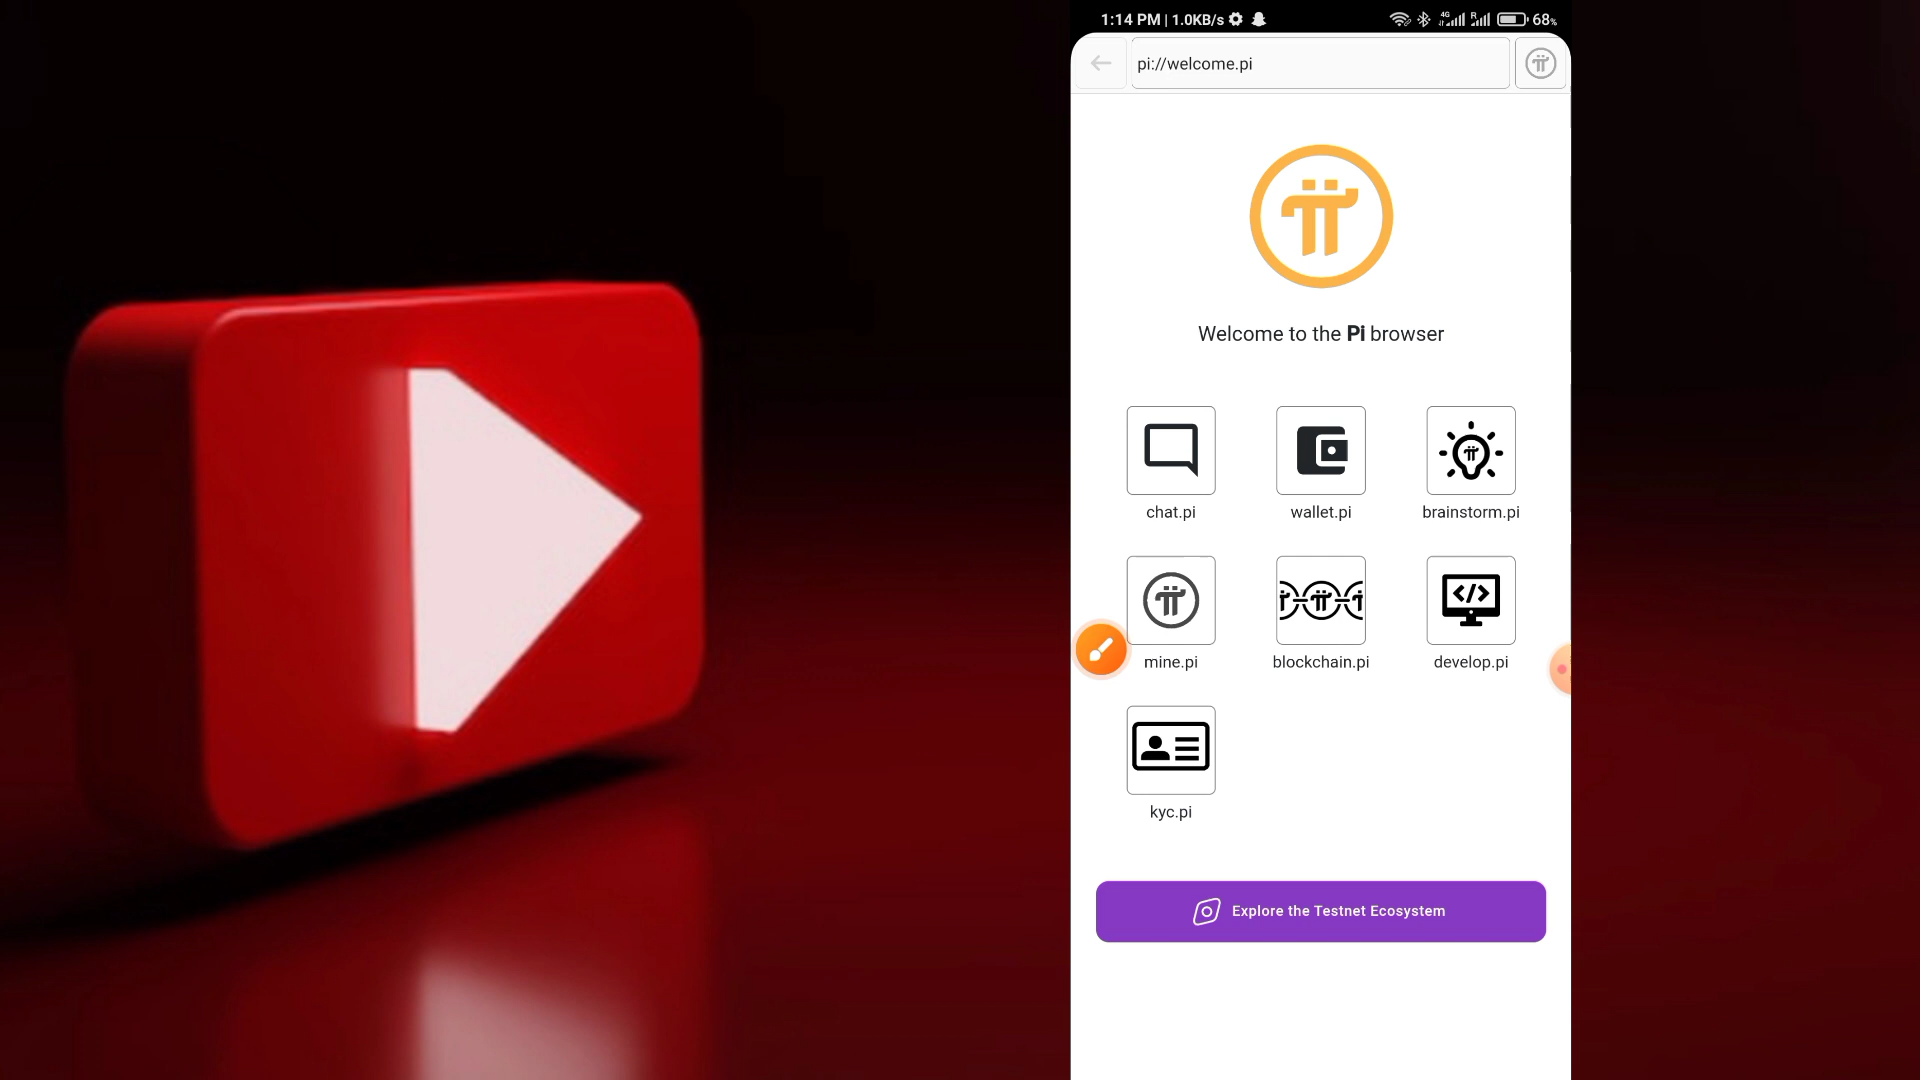 1:14 PM | 1.0KB/s
4G
R
68%
pi://welcome.pi
Welcome to the Pi browser
chat.pi
wallet.pi
brainstorm.pi
mine.pi
blockchain.pi
develop.pi
kyc.pi
Explore the Testnet Ecosystem